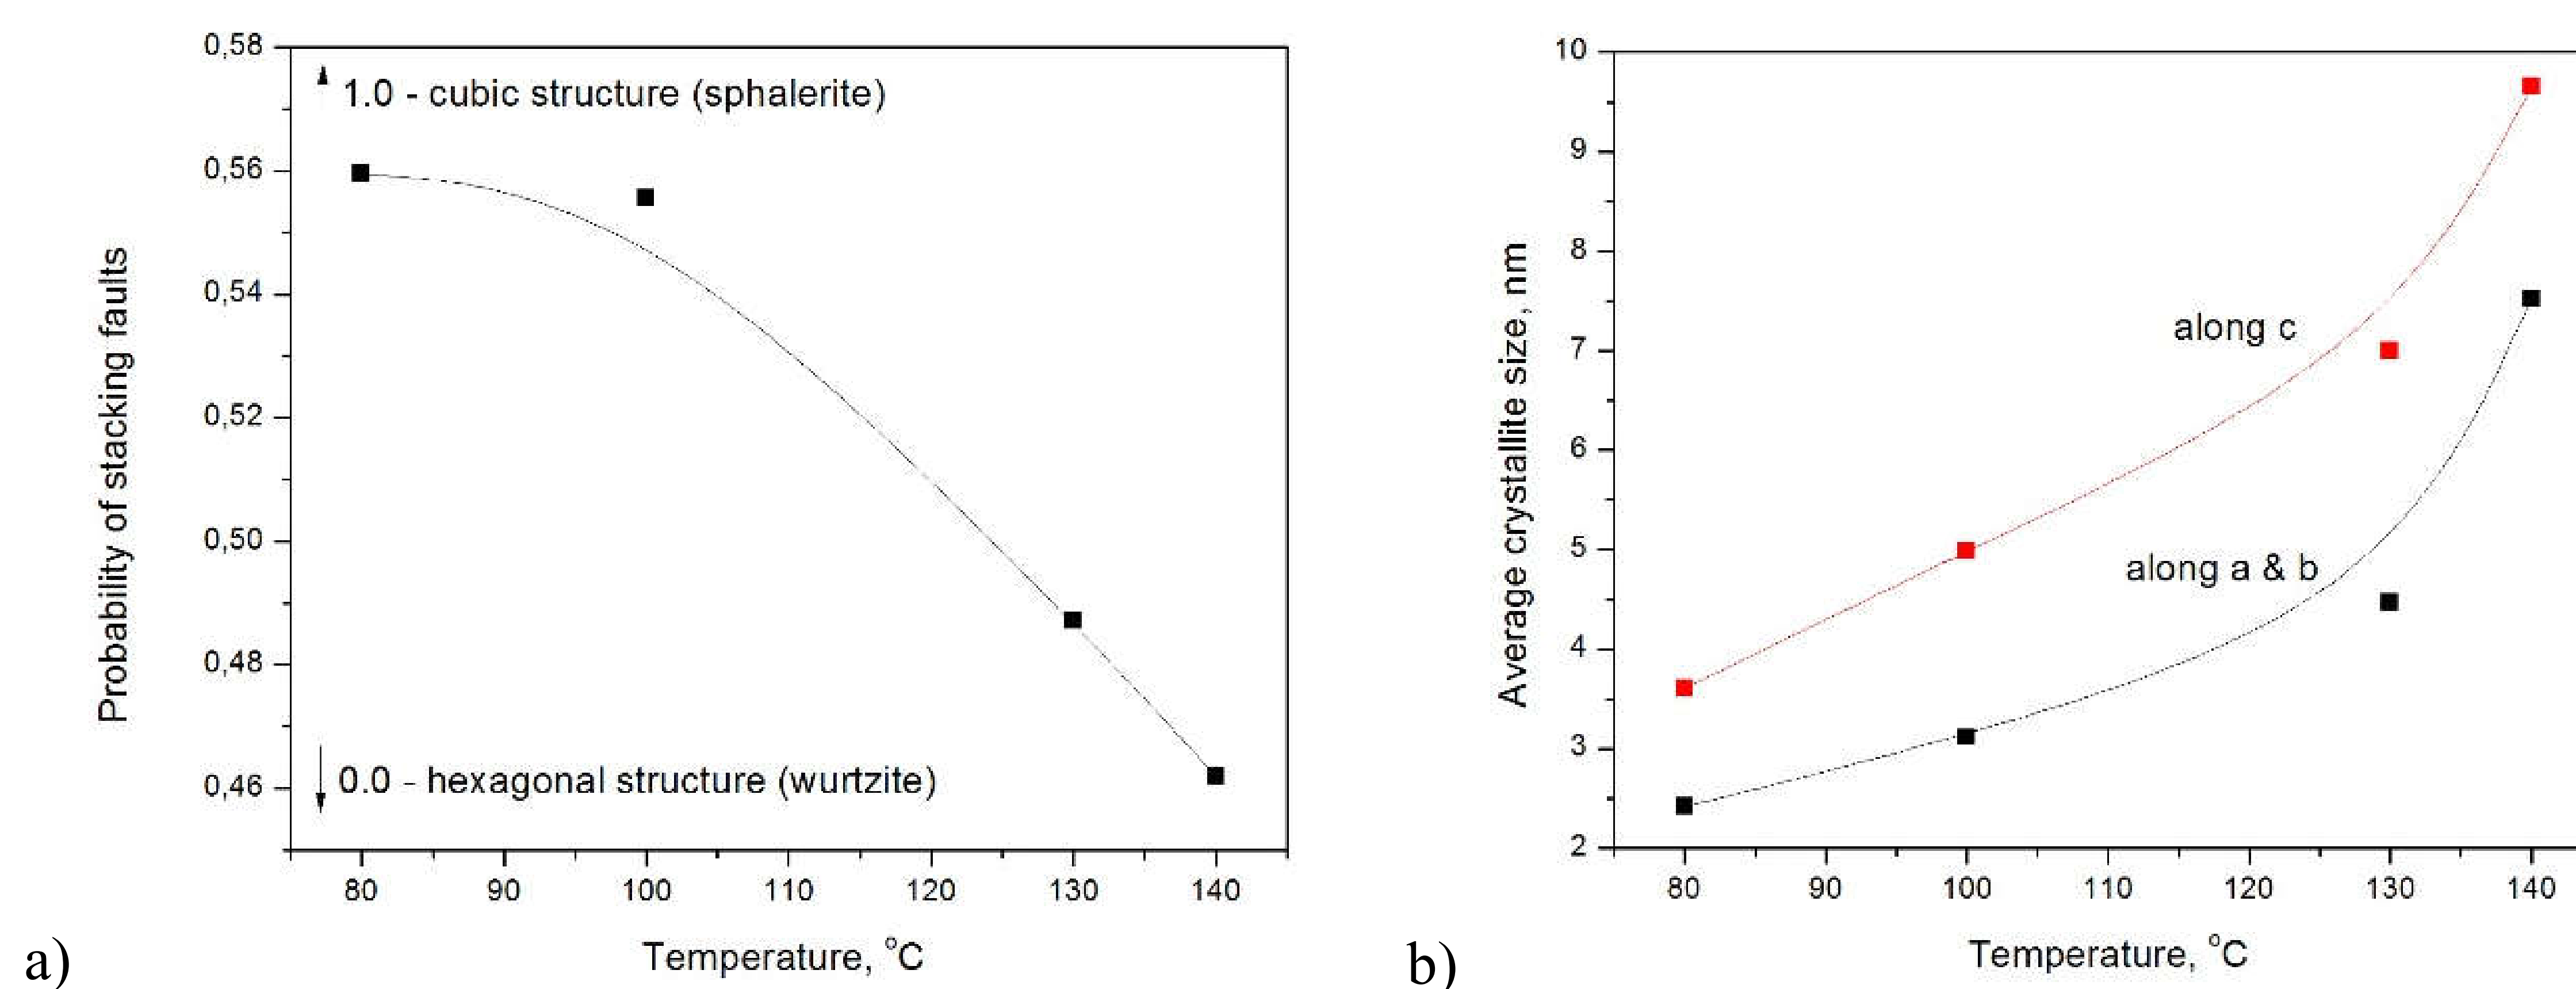 0,58
0,56
0,54
0,52
0,50
0,48
0,46
Probability of stacking faults
1.0 - cubic structure (sphalerite)
0.0 - hexagonal structure (wurtzite)
80 90 100 110 120 130 140
Temperature, °C
a)
10
9
8
7
6
5
4
3
2
Average crystallite size, nm
along c
along a & b
80 90 100 110 120 130 140
Temperature, °C
b)